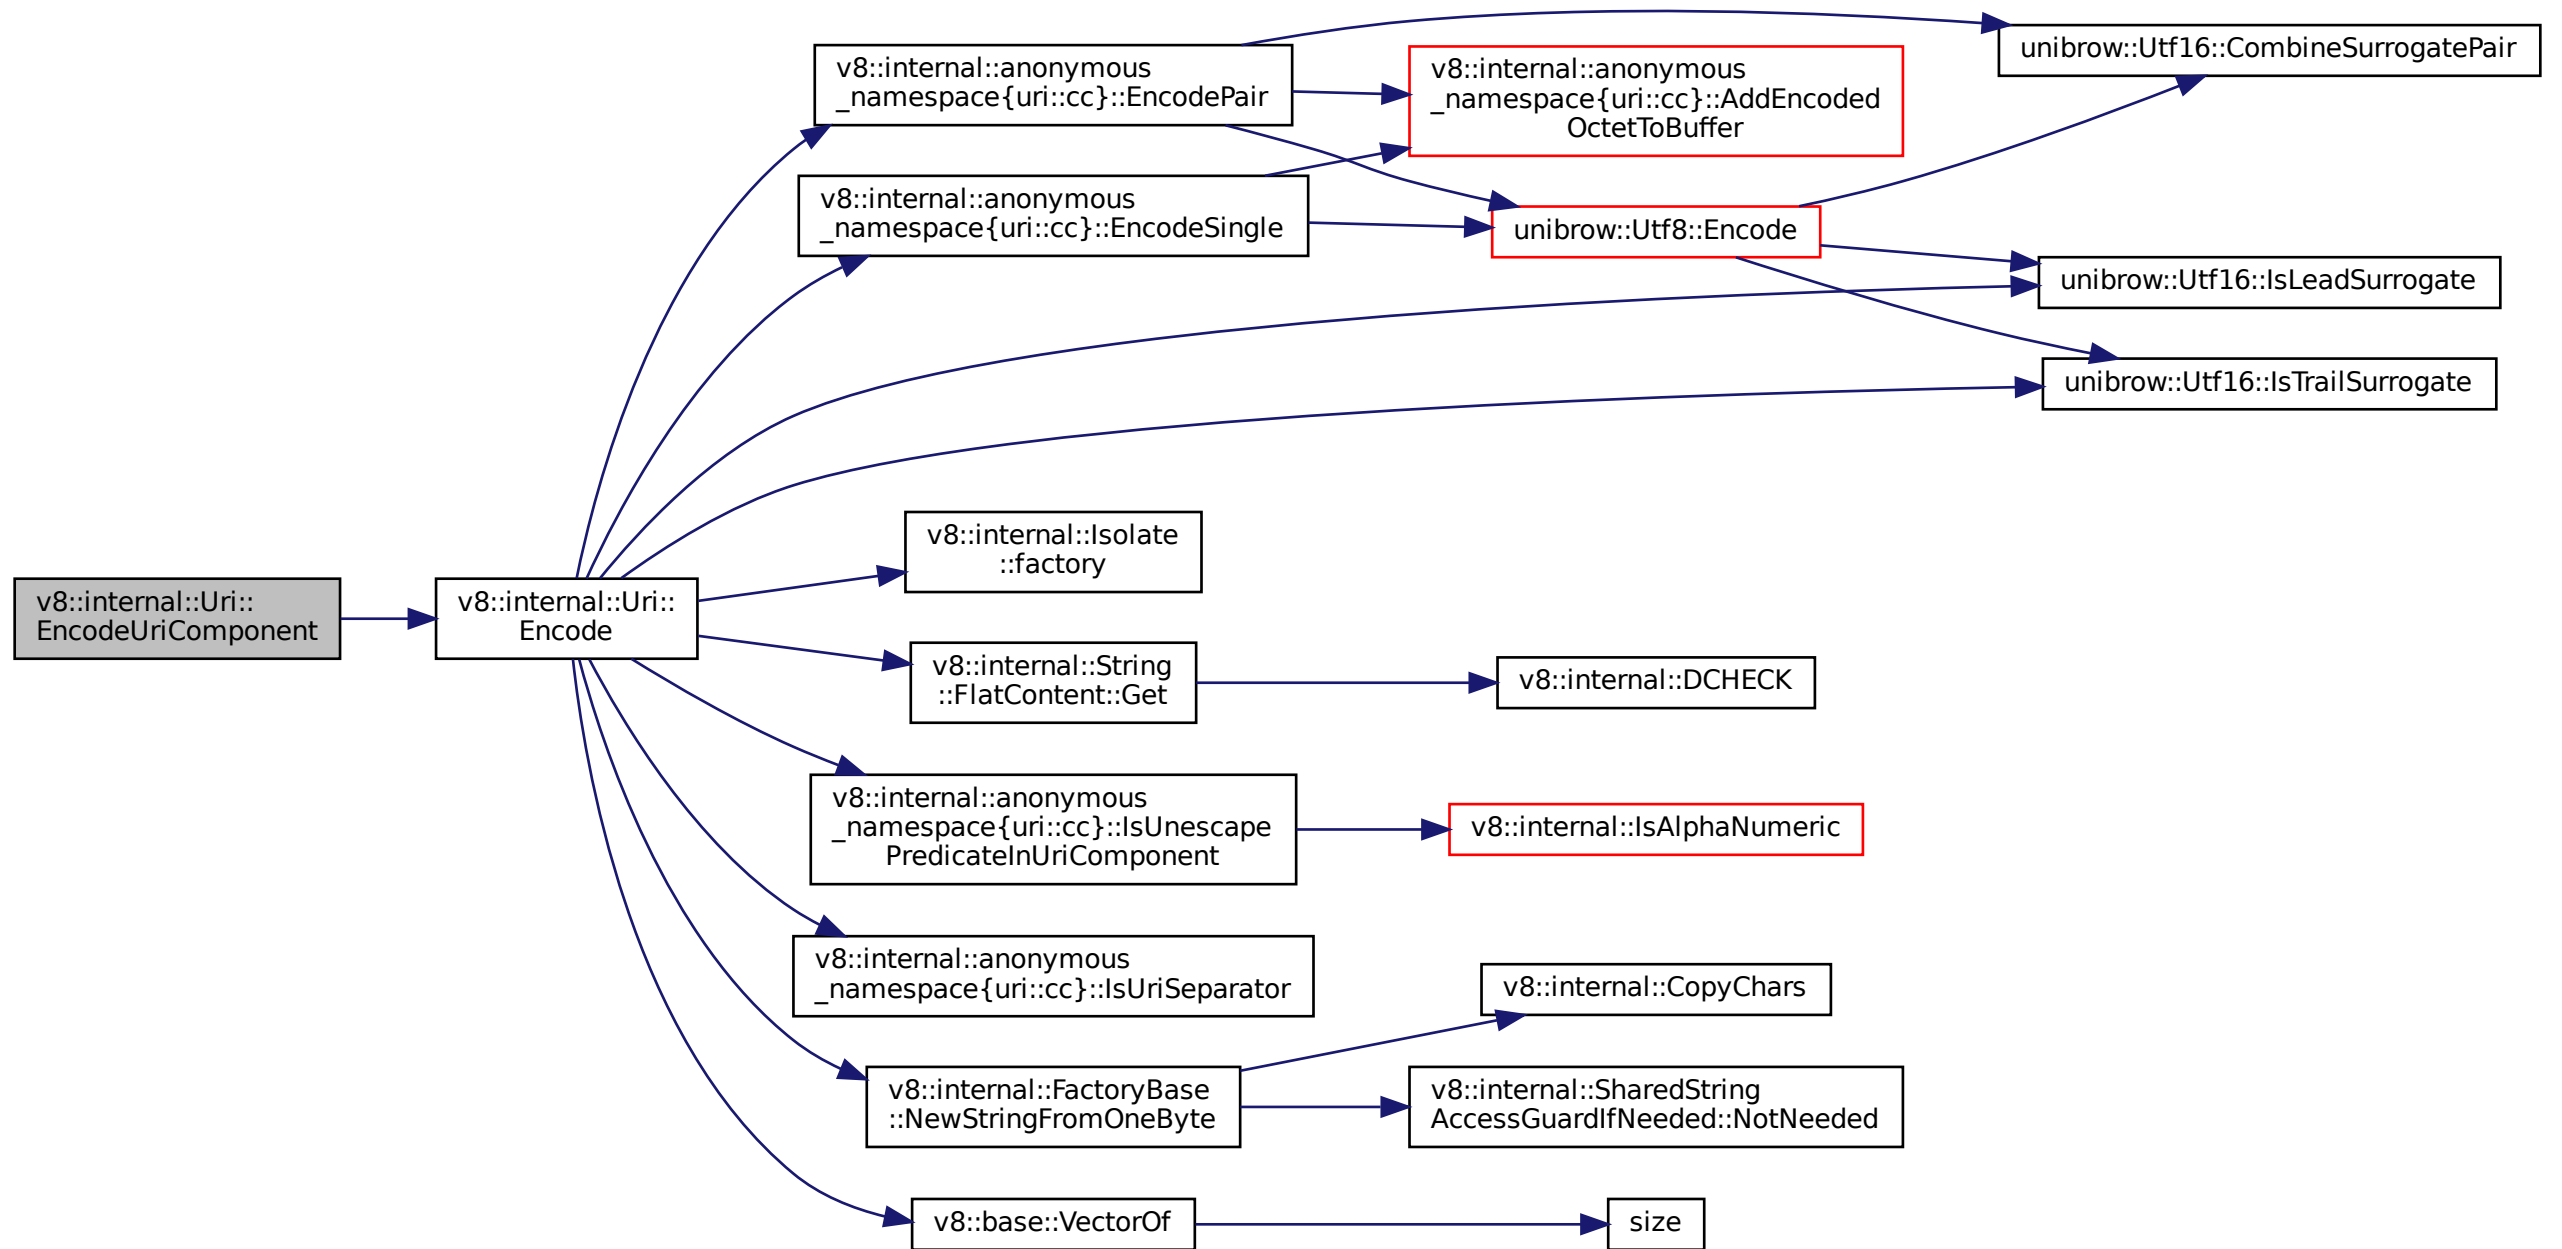 v8::internal::Uri::
EncodeUriComponent
v8::internal::Uri::
Encode
v8::internal::anonymous
_namespace{uri::cc}::EncodePair
v8::internal::anonymous
_namespace{uri::cc}::EncodeSingle
v8::internal::Isolate
::factory
v8::internal::String
::FlatContent::Get
v8::internal::anonymous
_namespace{uri::cc}::IsUnescape
PredicateInUriComponent
v8::internal::anonymous
_namespace{uri::cc}::IsUriSeparator
v8::internal::FactoryBase
::NewStringFromOneByte
v8::base::VectorOf
v8::internal::anonymous
_namespace{uri::cc}::AddEncoded
OctetToBuffer
unibrow::Utf8::Encode
v8::internal::DCHECK
v8::internal::IsAlphaNumeric
v8::internal::CopyChars
v8::internal::SharedString
AccessGuardIfNeeded::NotNeeded
size
unibrow::Utf16::CombineSurrogatePair
unibrow::Utf16::IsLeadSurrogate
unibrow::Utf16::IsTrailSurrogate